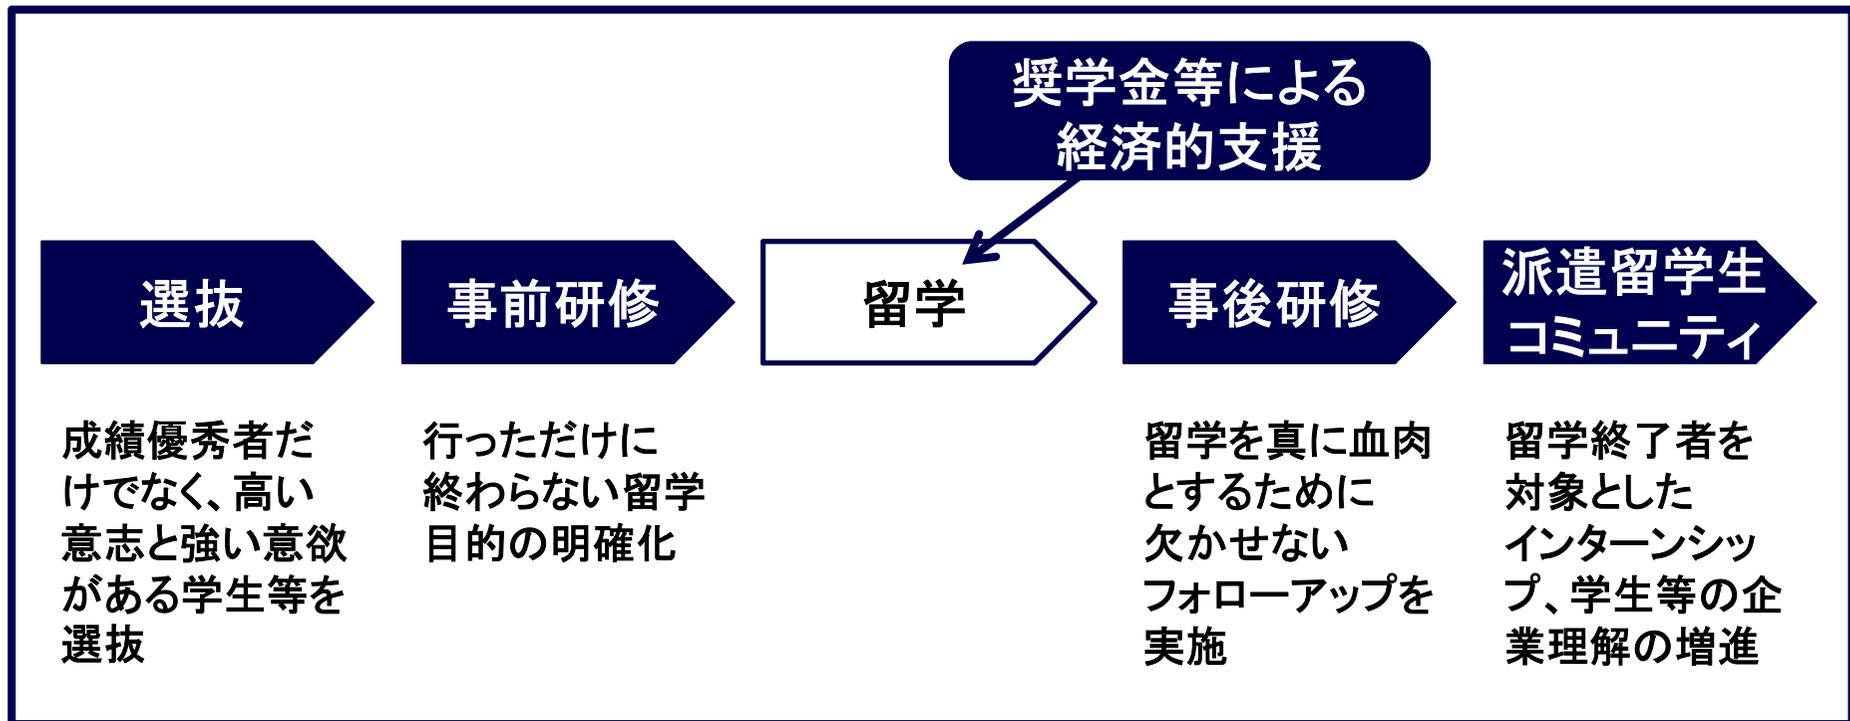 奨学金等による
経済的支援
選抜
事前研修
留学
事後研修
派遣留学生
コミュニティ
成績優秀者だ
けでなく、高い
意志と強い意欲
がある学生等を
選抜
行っただけに
終わらない留学
目的の明確化
留学を真に血肉
とするために
欠かせない
フォローアップを
実施
留学終了者を
対象とした
インターンシッ
プ、学生等の企
業理解の増進